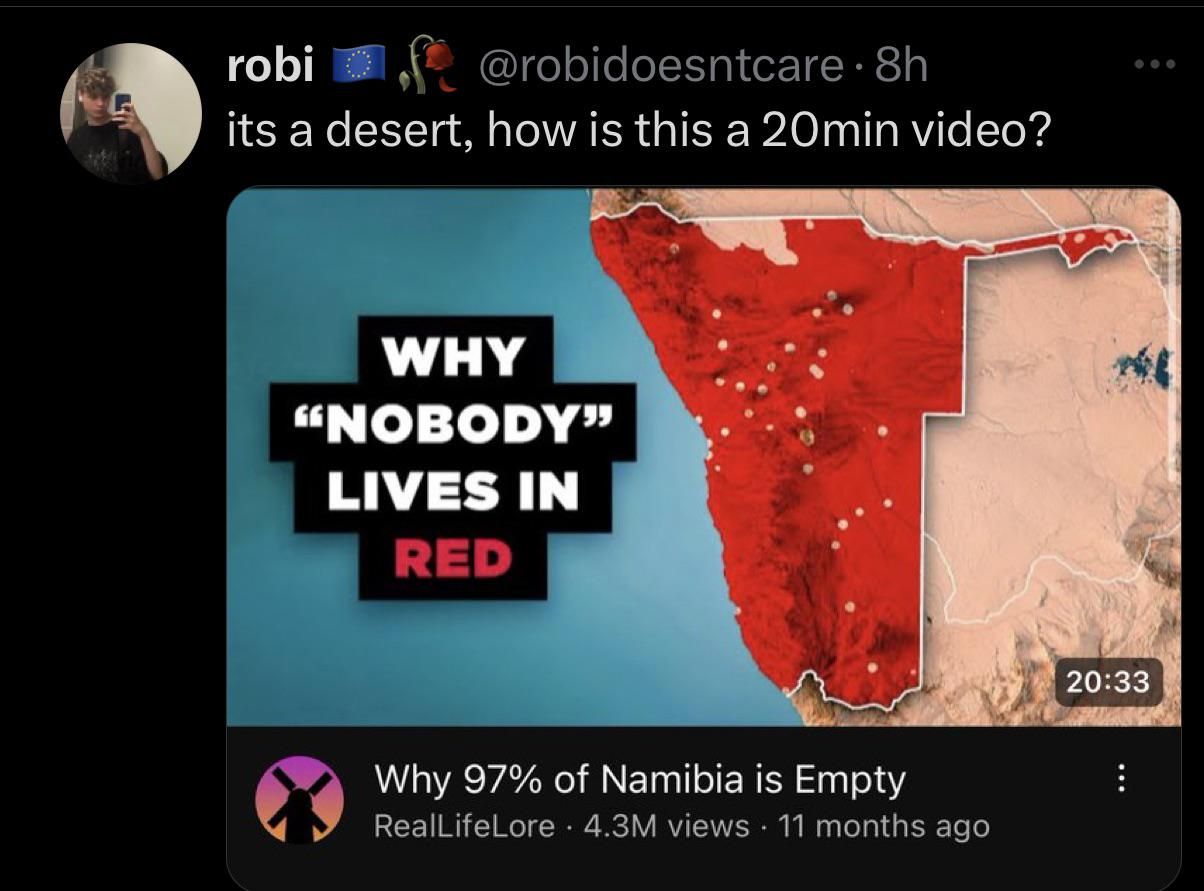 robi 🇪🇺 🥀 @robidoesntcare · 8h
its a desert, how is this a 20min video?
WHY
“NOBODY”
LIVES IN
RED
20:33
Why 97% of Namibia is Empty
RealLifeLore · 4.3M views · 11 months ago